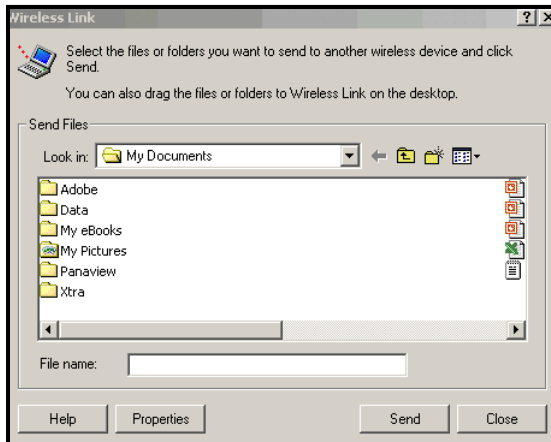 Wireless Link
Select the files or folders you want to send to another wireless device and click
Send.
You can also drag the files or folders to Wireless Link on the desktop.
Send Files
Look in: My Documents
Adobe
Data
My eBooks
My Pictures
Panaview
Xtra
File name:
Help Properties Send Close